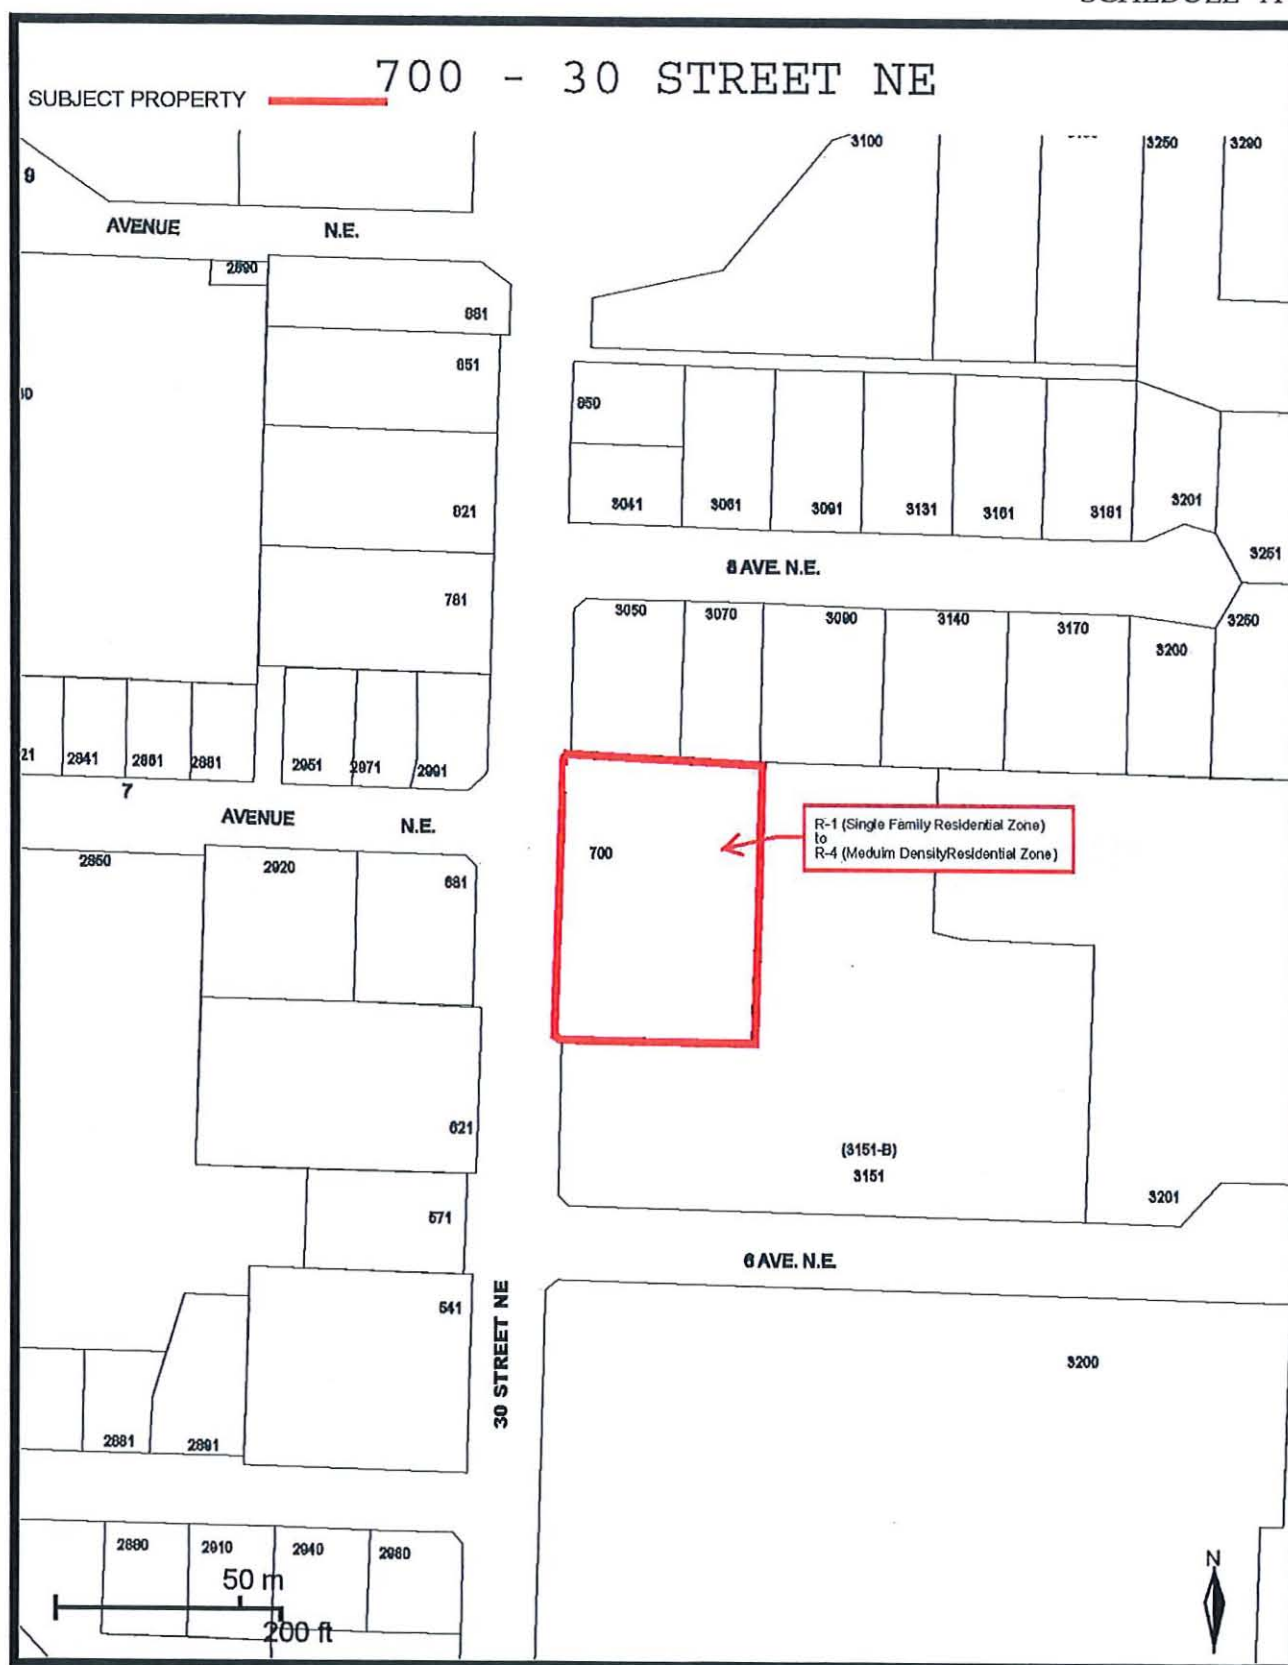 700 - 30 STREET NE
SUBJECT PROPERTY
3100
3250
3290
9
AVENUE N.E.
2890
881
851
850
821
3041 3061 3091 3131 3161 3181 3201
3251
8 AVE. N.E.
781
3050 3070 3090 3140 3170 3200 3260
21 2841 2861 2881 2951 2971 2991
7
AVENUE N.E.
R-1 (Single Family Residential Zone)
to
R-4 (Meduim DensityResidential Zone)
2850 2920 681
700
621
(3151-B)
3151
3201
571
6 AVE. N.E.
541
30 STREET NE
3200
2881 2891
2880 2910 2940 2980
50 m
200 ft
N